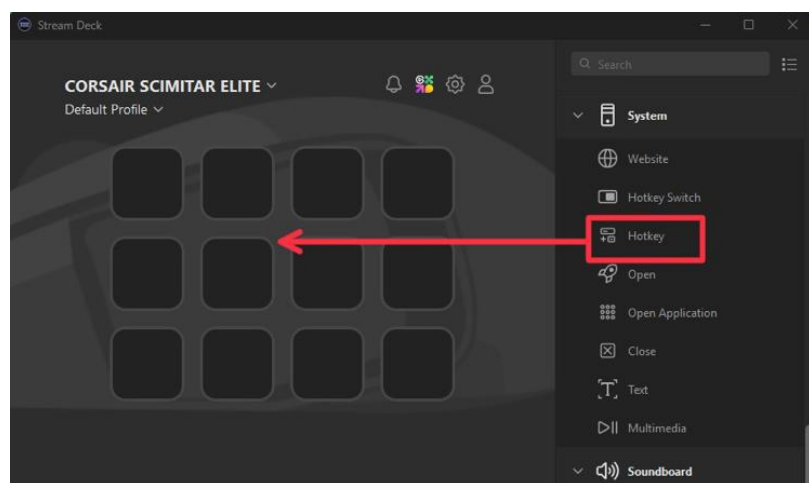 Stream Deck
CORSAIR SCIMITAR ELITE
Default Profile
Search
System
Website
Hotkey Switch
Hotkey
Open
Open Application
Close
Text
Multimedia
Soundboard